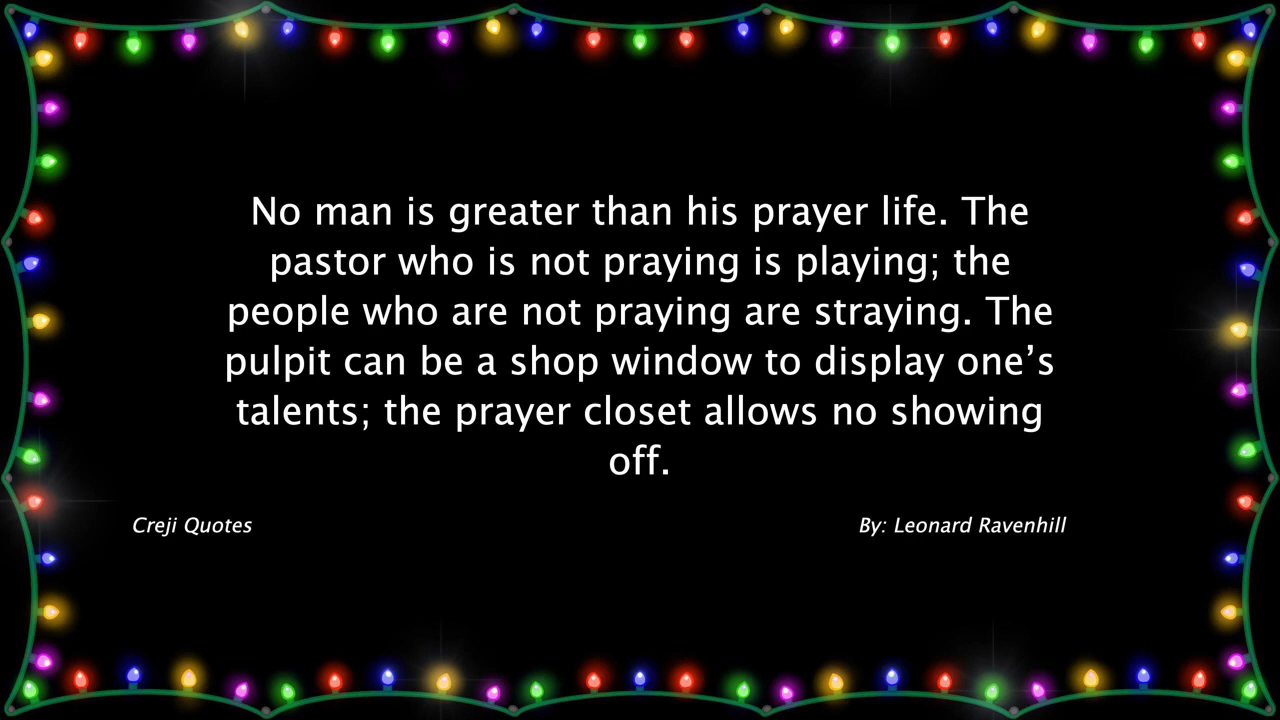 No man is greater than his prayer life. The
pastor who is not praying is playing; the
people who are not praying are straying. The
pulpit can be a shop window to display one’s
talents; the prayer closet allows no showing
off.
Creji Quotes
By: Leonard Ravenhill